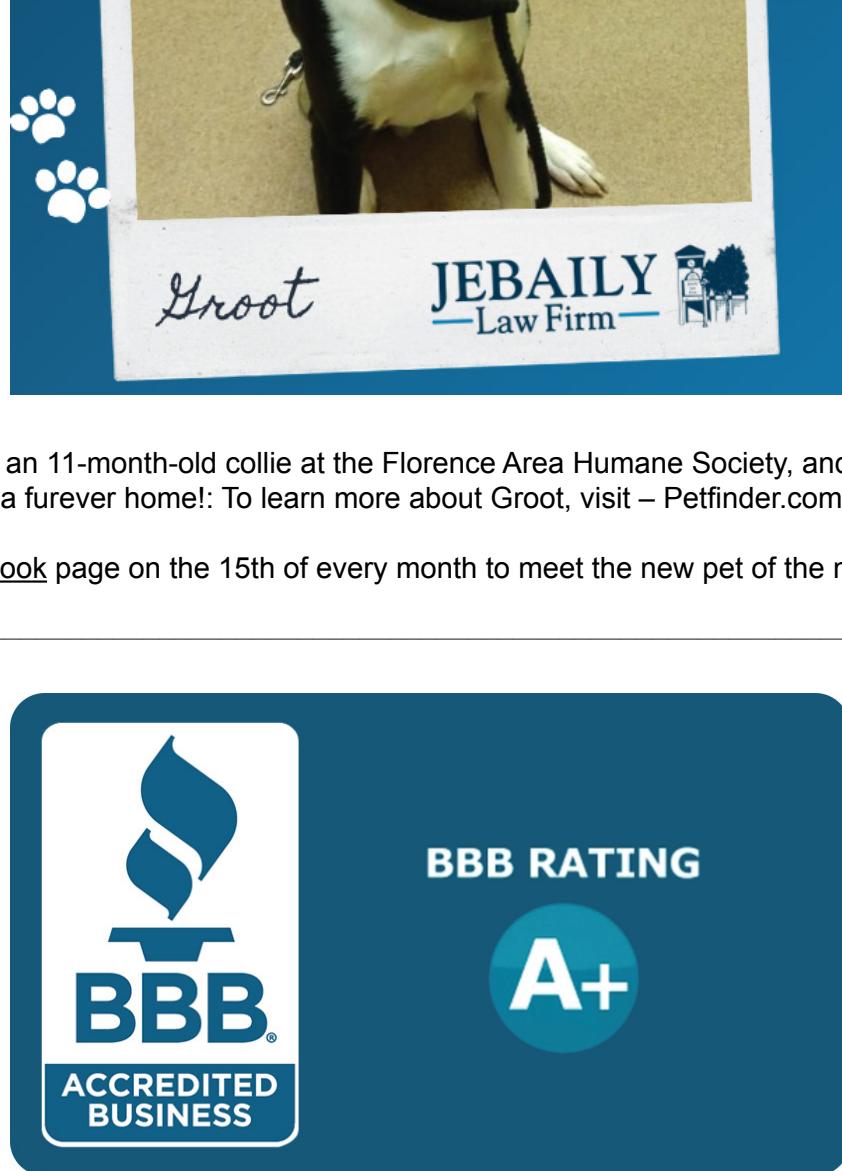 Groot
JEBAILY
Law Firm
an 11-month-old collie at the Florence Area Humane Society, and
a furever home!: To learn more about Groot, visit – Petfinder.com
ook page on the 15th of every month to meet the new pet of the
BBB®
ACCREDITED
BUSINESS
BBB RATING
A+